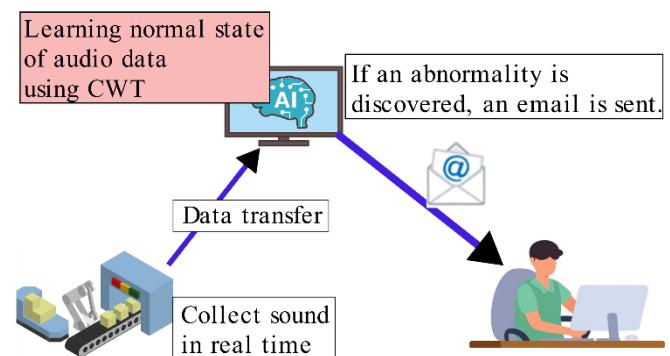 Learning normal state
of audio data
using CWT
AI
If an abnormality is
discovered, an email is sent.
@
Data transfer
Collect sound
in real time